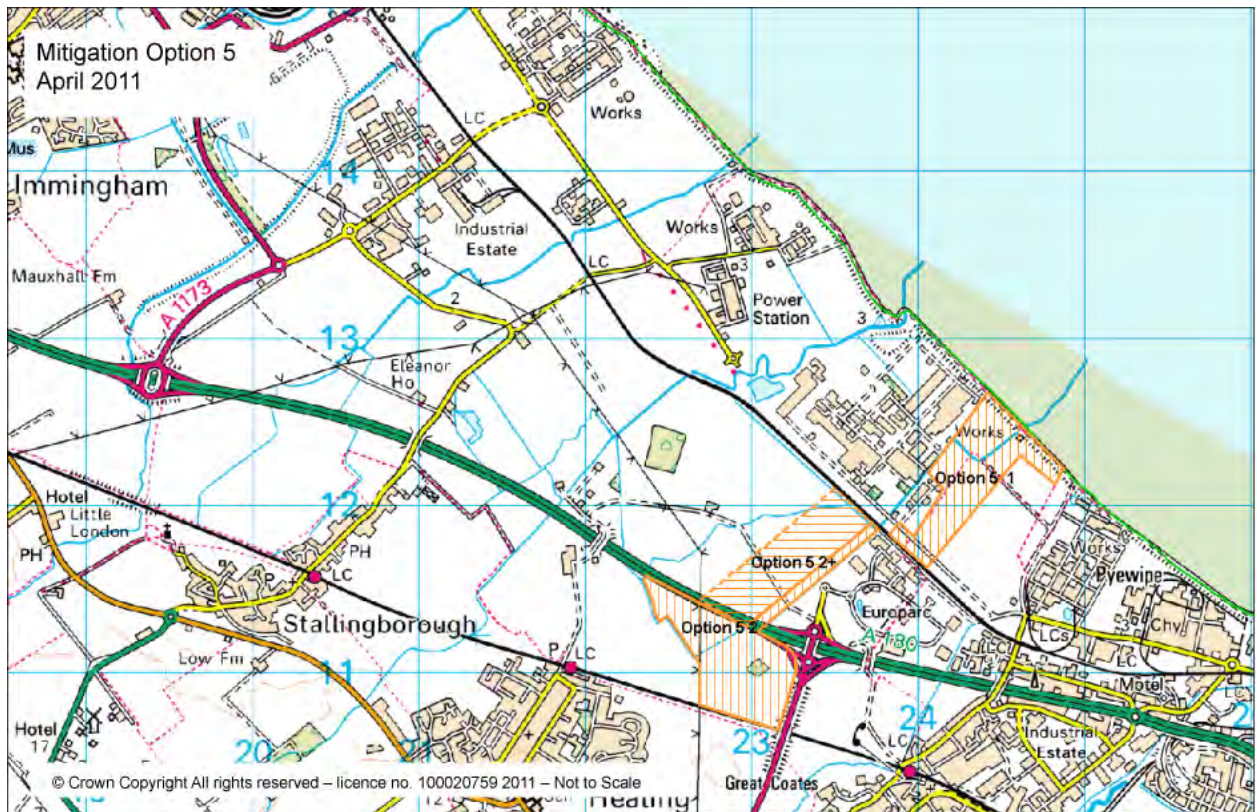 Mitigation Option 5
April 2011
Works
LC
Mus
14
Immingham
Industrial
Estate
Works
LC
3
Mauxhall Fm
A 1173
2
Power
Station
3
13
Eleanor
Ho
Works
Option 5 1
12
Hotel
Little
London
PH
PH
P
LC
Option 5 2+
Works
Pyewipe
Stallingborough
Option 5 2
Europarc
A 180
LCs
3
Chy
Low Fm
11
P
LC
LC
LC
Motel
Hotel
17
20
21
23
24
Industrial
Estate
LC
Great Coates
Healing
© Crown Copyright All rights reserved – licence no. 100020759 2011 – Not to Scale